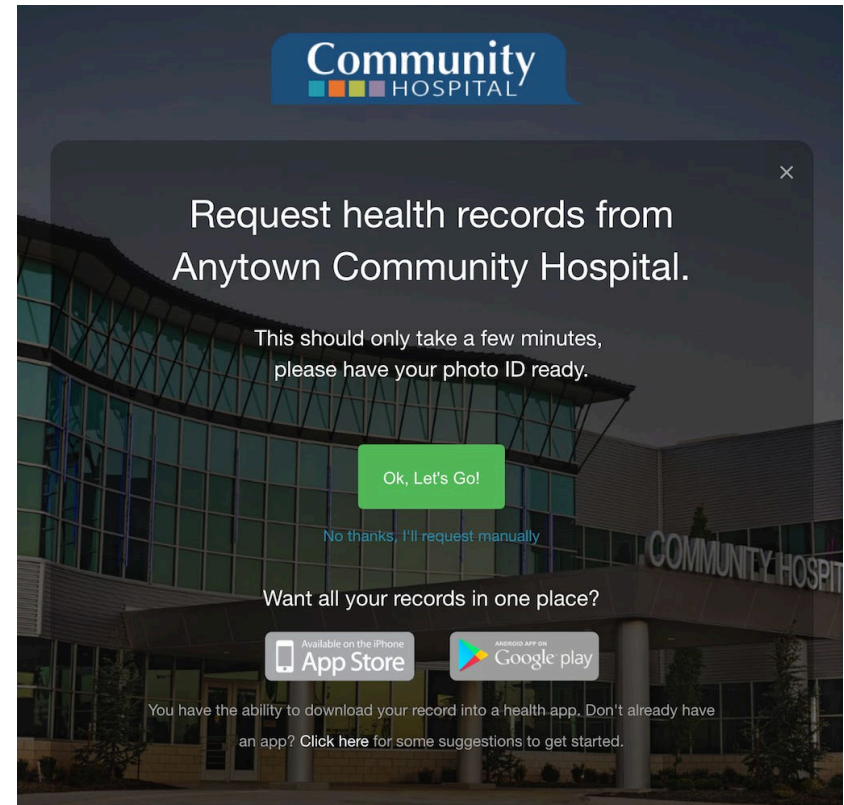 Community
HOSPITAL
×
Request health records from
Anytown Community Hospital.
This should only take a few minutes,
please have your photo ID ready.
Ok, Let's Go!
No thanks, I'll request manually
COMMUNITY HOSPIT
Want all your records in one place?
Available on the iPhone
App Store
ANDROID APP ON
Google play
You have the ability to download your record into a health app. Don't already have
an app? Click here for some suggestions to get started.